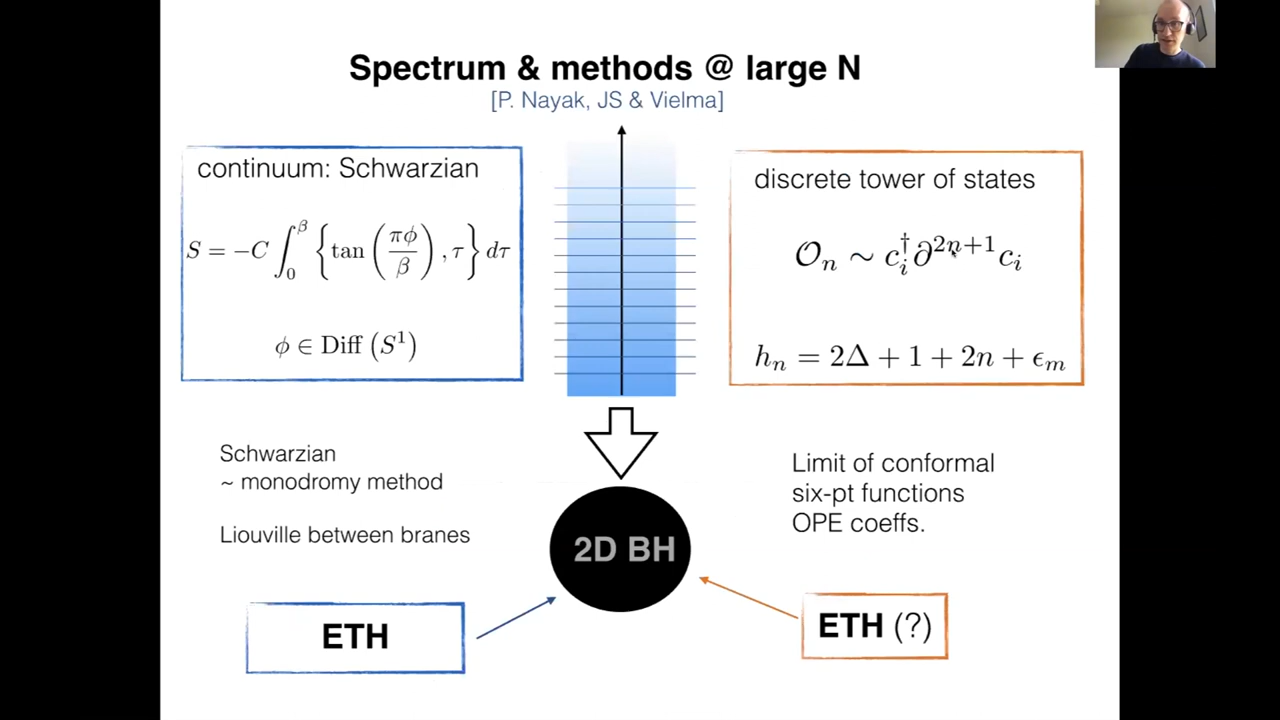 Spectrum & methods @ large N
[P. Nayak, JS & Vielma]
continuum: Schwarzian
S = −C ∫₀^β { tan ( πϕ / β ) , τ } dτ
ϕ ∈ Diff (S¹)
discrete tower of states
𝒪ₙ ∼ cᵢ† ∂²ⁿ⁺¹ cᵢ
hₙ = 2Δ + 1 + 2n + ϵₘ
Schwarzian
~ monodromy method
Liouville between branes
Limit of conformal
six-pt functions
OPE coeffs.
2D BH
ETH
ETH (?)